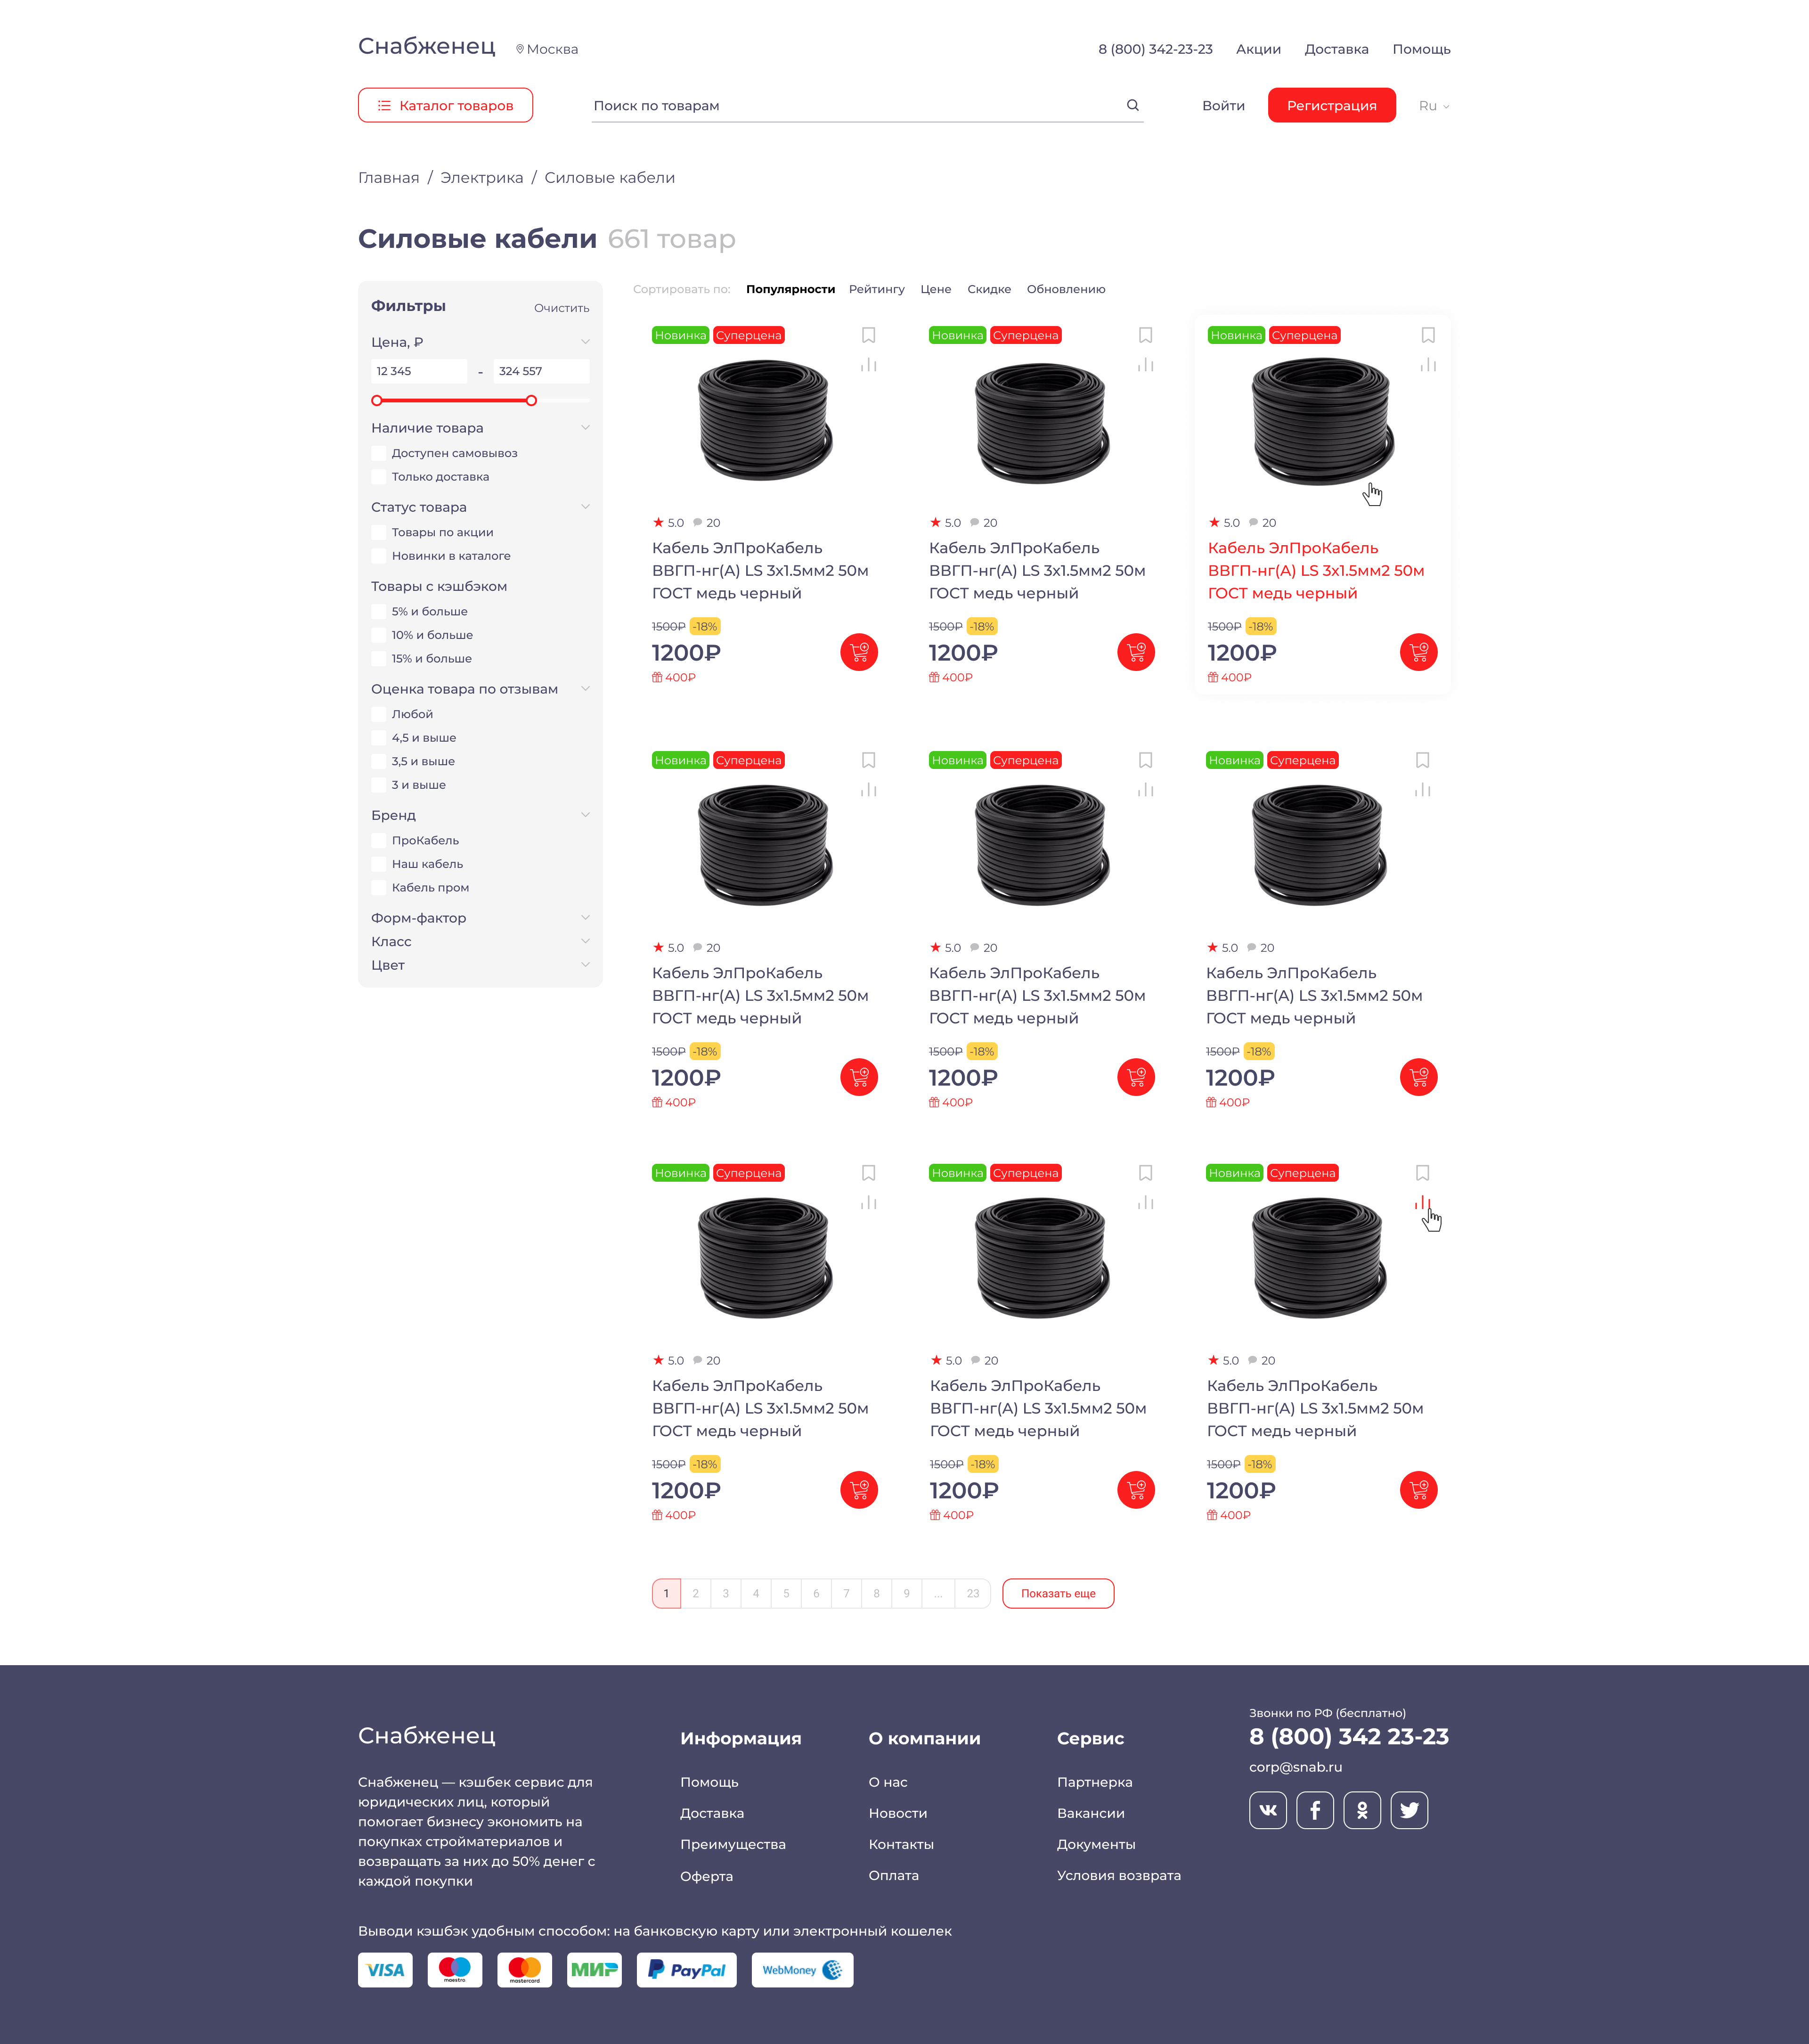 Снабженец
Москва
8 (800) 342-23-23 Акции Доставка Помощь
Каталог товаров
Поиск по товарам
Войти
Регистрация
Ru
Главная / Электрика / Силовые кабели
Силовые кабели 661 товар
Фильтры
Очистить
Цена, ₽
12 345 - 324 557
Наличие товара
Доступен самовывоз
Только доставка
Статус товара
Товары по акции
Новинки в каталоге
Товары с кэшбэком
5% и больше
10% и больше
15% и больше
Оценка товара по отзывам
Любой
4,5 и выше
3,5 и выше
3 и выше
Бренд
ПроКабель
Наш кабель
Кабель пром
Форм-фактор
Класс
Цвет
Сортировать по: Популярности Рейтингу Цене Скидке Обновлению
Новинка Суперцена
5.0 20
Кабель ЭлПроКабель
ВВГП-нг(А) LS 3х1.5мм2 50м
ГОСТ медь черный
1500₽ -18%
1200₽
400₽
Новинка Суперцена
5.0 20
Кабель ЭлПроКабель
ВВГП-нг(А) LS 3х1.5мм2 50м
ГОСТ медь черный
1500₽ -18%
1200₽
400₽
Новинка Суперцена
5.0 20
Кабель ЭлПроКабель
ВВГП-нг(А) LS 3х1.5мм2 50м
ГОСТ медь черный
1500₽ -18%
1200₽
400₽
Новинка Суперцена
5.0 20
Кабель ЭлПроКабель
ВВГП-нг(А) LS 3х1.5мм2 50м
ГОСТ медь черный
1500₽ -18%
1200₽
400₽
Новинка Суперцена
5.0 20
Кабель ЭлПроКабель
ВВГП-нг(А) LS 3х1.5мм2 50м
ГОСТ медь черный
1500₽ -18%
1200₽
400₽
Новинка Суперцена
5.0 20
Кабель ЭлПроКабель
ВВГП-нг(А) LS 3х1.5мм2 50м
ГОСТ медь черный
1500₽ -18%
1200₽
400₽
Новинка Суперцена
5.0 20
Кабель ЭлПроКабель
ВВГП-нг(А) LS 3х1.5мм2 50м
ГОСТ медь черный
1500₽ -18%
1200₽
400₽
Новинка Суперцена
5.0 20
Кабель ЭлПроКабель
ВВГП-нг(А) LS 3х1.5мм2 50м
ГОСТ медь черный
1500₽ -18%
1200₽
400₽
Новинка Суперцена
5.0 20
Кабель ЭлПроКабель
ВВГП-нг(А) LS 3х1.5мм2 50м
ГОСТ медь черный
1500₽ -18%
1200₽
400₽
1 2 3 4 5 6 7 8 9 ... 23
Показать еще
Снабженец
Снабженец — кэшбек сервис для
юридических лиц, который
помогает бизнесу экономить на
покупках стройматериалов и
возвращать за них до 50% денег с
каждой покупки
Информация
Помощь
Доставка
Преимущества
Оферта
О компании
О нас
Новости
Контакты
Оплата
Сервис
Партнерка
Вакансии
Документы
Условия возврата
Звонки по РФ (бесплатно)
8 (800) 342 23-23
corp@snab.ru
Выводи кэшбэк удобным способом: на банковскую карту или электронный кошелек
VISA
maestro
mastercard
МИР
PayPal
WebMoney